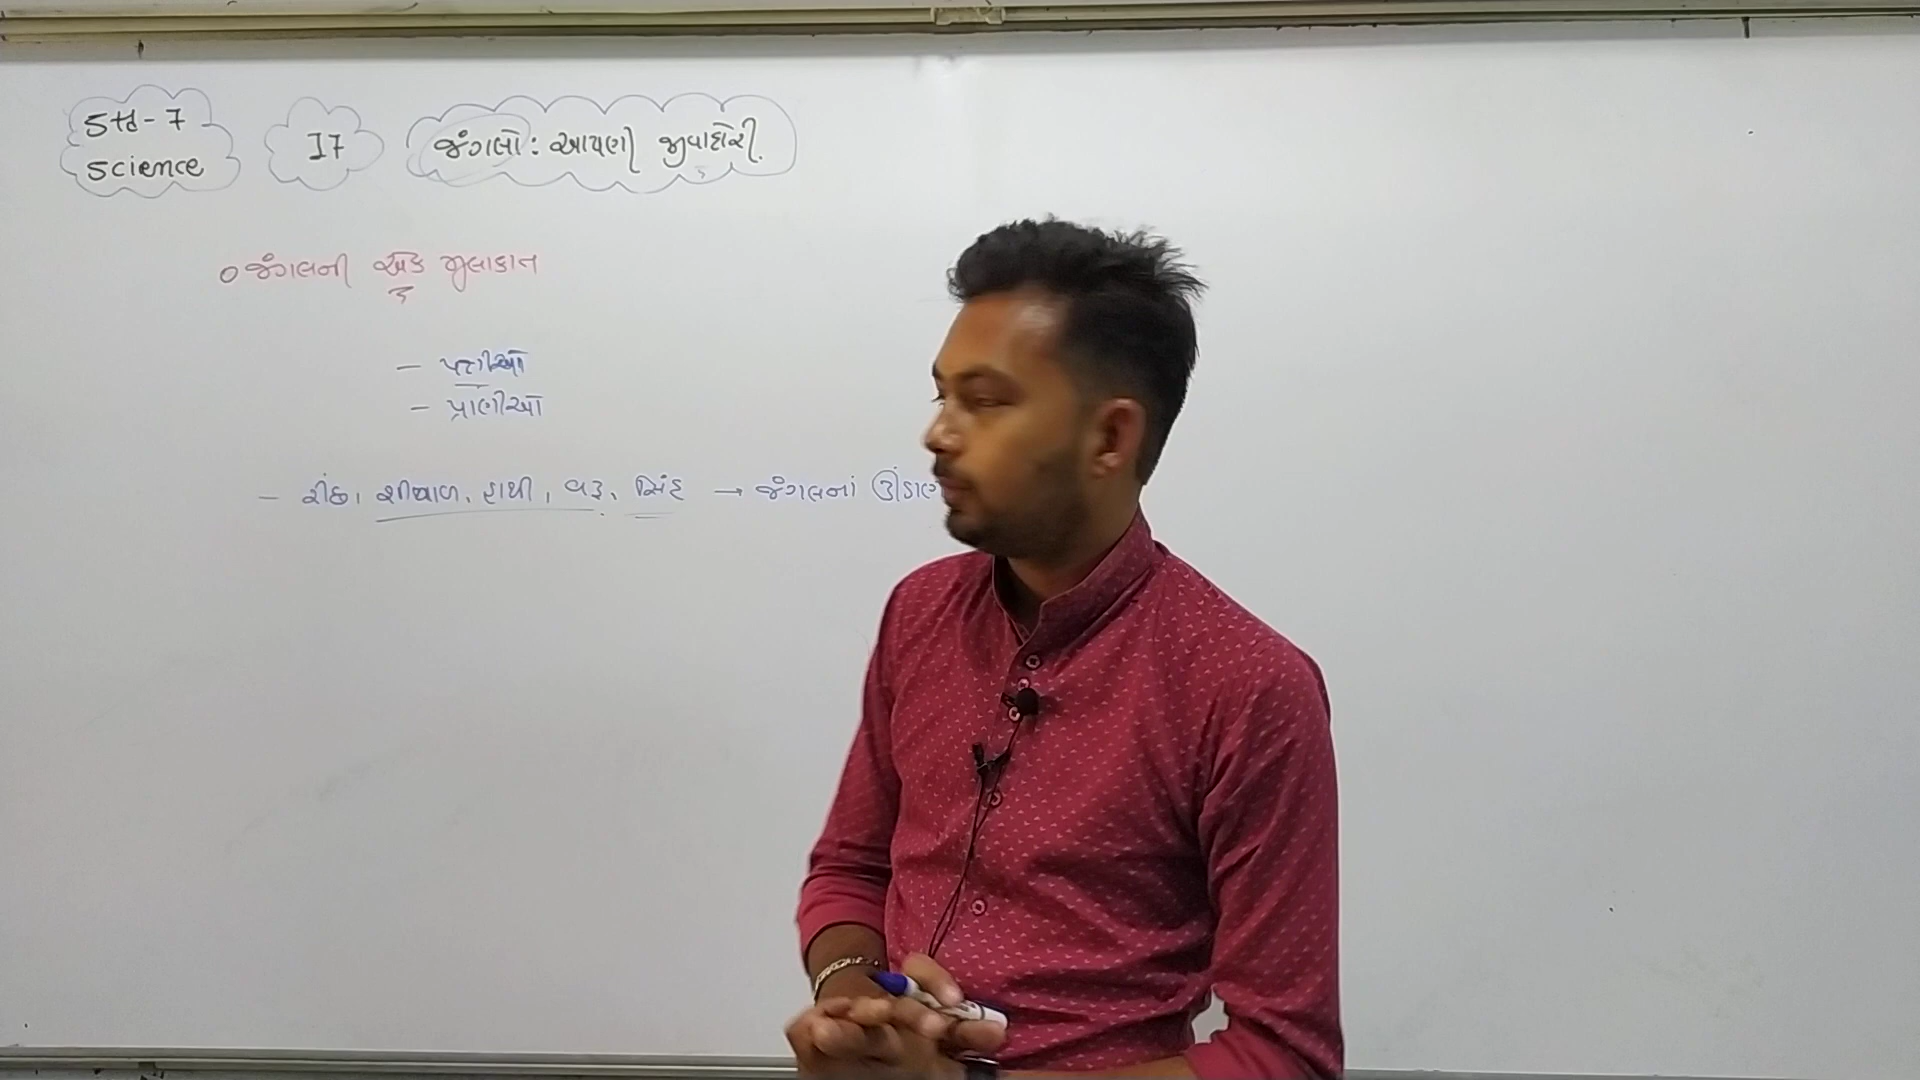 Std-7
Science
17
જંગલો: આપણી જીવાદોરી.
જંગલની એક મુલાકાત
- પક્ષીઓ
- પ્રાણીઓ
- રીંછ, શીયાળ, હાથી, વરૂ, સિંહ → જંગલનાં